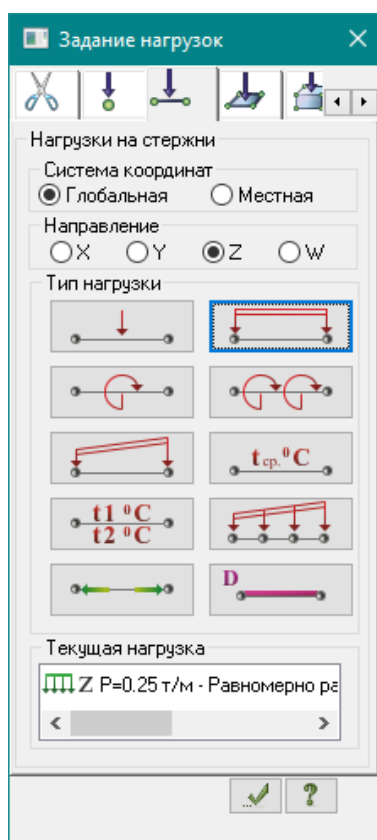 Задание нагрузок
Нагрузки на стержни
Система координат
Глобальная Местная
Направление
X Y Z W
Тип нагрузки
t ср. ⁰C
t1 ⁰C
t2 ⁰C
D
Текущая нагрузка
Z P=0.25 т/м - Равномерно ра
?